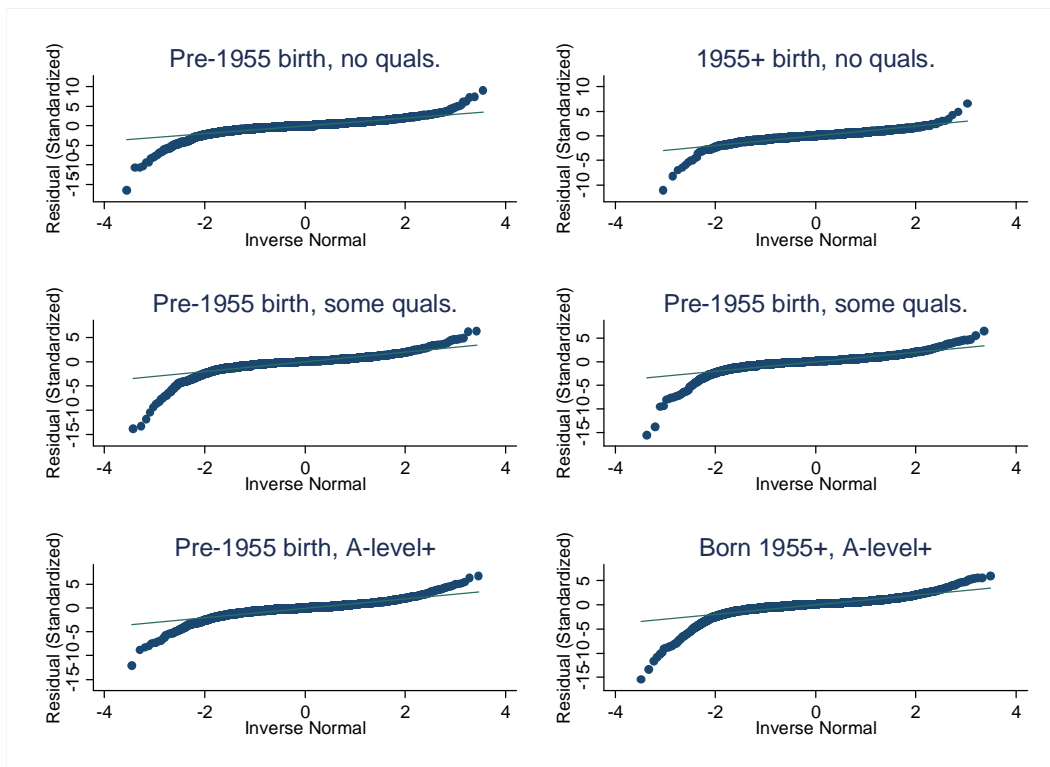 Pre-1955 birth, no quals.
Residual (Standardized)
-15-10 -5 0 5 10
-4 -2 0 2 4
Inverse Normal
1955+ birth, no quals.
Residual (Standardized)
-10 -5 0 5 10
-4 -2 0 2 4
Inverse Normal
Pre-1955 birth, some quals.
Residual (Standardized)
-15-10 -5 0 5
-4 -2 0 2 4
Inverse Normal
Pre-1955 birth, some quals.
Residual (Standardized)
-15-10 -5 0 5
-4 -2 0 2 4
Inverse Normal
Pre-1955 birth, A-level+
Residual (Standardized)
-15-10 -5 0 5
-4 -2 0 2 4
Inverse Normal
Born 1955+, A-level+
Residual (Standardized)
-15-10 -5 0 5
-4 -2 0 2 4
Inverse Normal